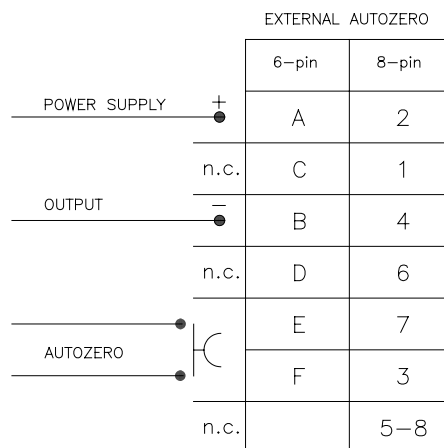 EXTERNAL AUTOZERO
6-pin 8-pin
POWER SUPPLY + A 2
n.c. C 1
OUTPUT − B 4
n.c. D 6
E 7
AUTOZERO
F 3
n.c. 5-8